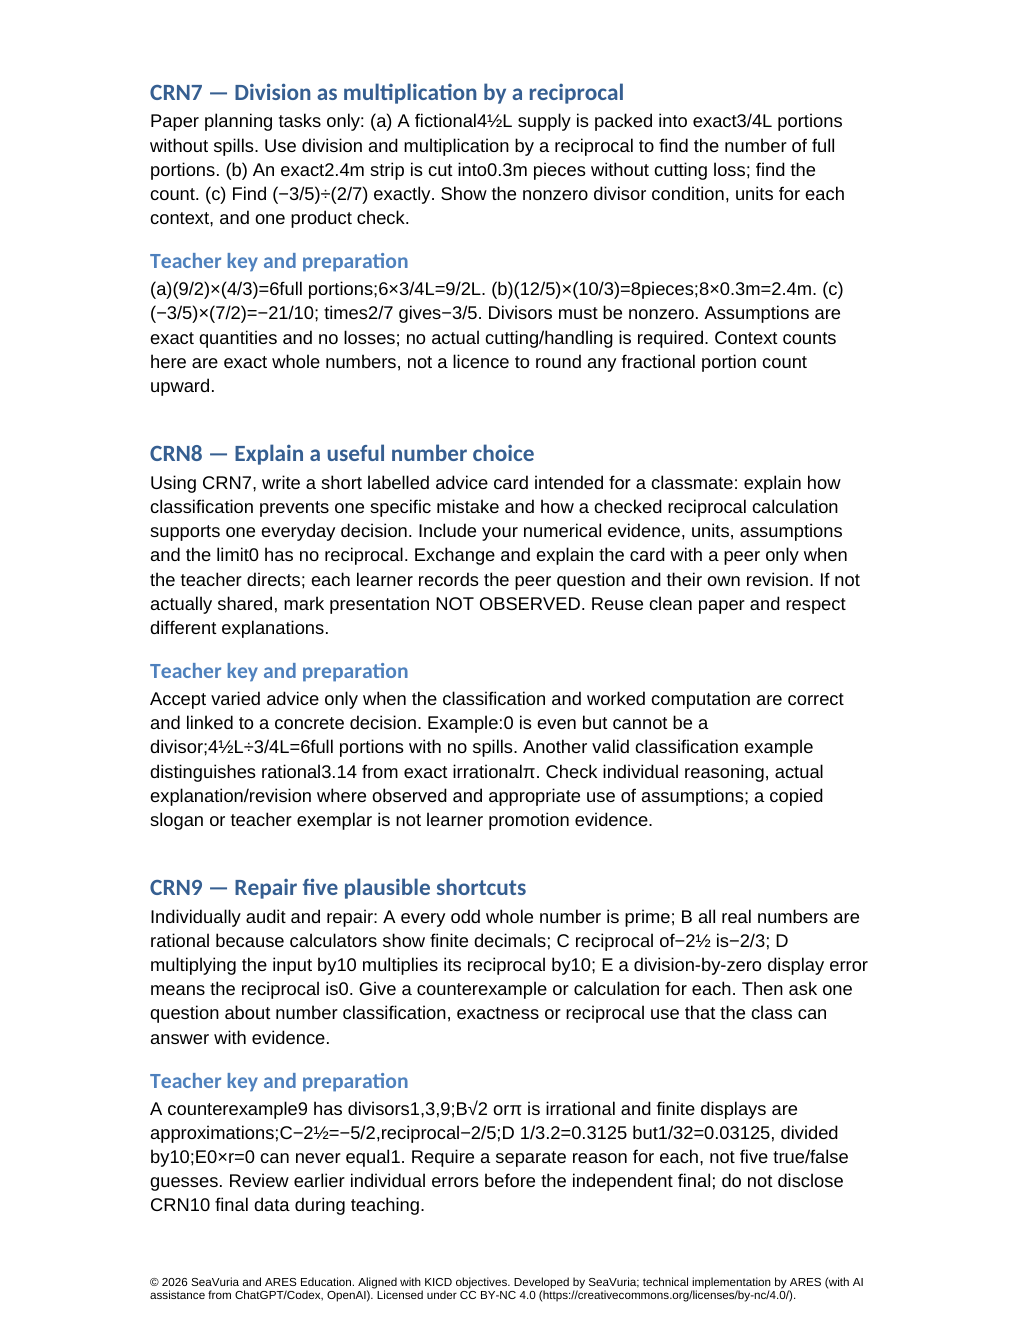 CRN7 — Division as multiplication by a reciprocal
Paper planning tasks only: (a) A fictional4½L supply is packed into exact3/4L portions
without spills. Use division and multiplication by a reciprocal to find the number of full
portions. (b) An exact2.4m strip is cut into0.3m pieces without cutting loss; find the
count. (c) Find (−3/5)÷(2/7) exactly. Show the nonzero divisor condition, units for each
context, and one product check.
Teacher key and preparation
(a)(9/2)×(4/3)=6full portions;6×3/4L=9/2L. (b)(12/5)×(10/3)=8pieces;8×0.3m=2.4m. (c)
(−3/5)×(7/2)=−21/10; times2/7 gives−3/5. Divisors must be nonzero. Assumptions are
exact quantities and no losses; no actual cutting/handling is required. Context counts
here are exact whole numbers, not a licence to round any fractional portion count
upward.
CRN8 — Explain a useful number choice
Using CRN7, write a short labelled advice card intended for a classmate: explain how
classification prevents one specific mistake and how a checked reciprocal calculation
supports one everyday decision. Include your numerical evidence, units, assumptions
and the limit0 has no reciprocal. Exchange and explain the card with a peer only when
the teacher directs; each learner records the peer question and their own revision. If not
actually shared, mark presentation NOT OBSERVED. Reuse clean paper and respect
different explanations.
Teacher key and preparation
Accept varied advice only when the classification and worked computation are correct
and linked to a concrete decision. Example:0 is even but cannot be a
divisor;4½L÷3/4L=6full portions with no spills. Another valid classification example
distinguishes rational3.14 from exact irrationalπ. Check individual reasoning, actual
explanation/revision where observed and appropriate use of assumptions; a copied
slogan or teacher exemplar is not learner promotion evidence.
CRN9 — Repair five plausible shortcuts
Individually audit and repair: A every odd whole number is prime; B all real numbers are
rational because calculators show finite decimals; C reciprocal of−2½ is−2/3; D
multiplying the input by10 multiplies its reciprocal by10; E a division-by-zero display error
means the reciprocal is0. Give a counterexample or calculation for each. Then ask one
question about number classification, exactness or reciprocal use that the class can
answer with evidence.
Teacher key and preparation
A counterexample9 has divisors1,3,9;B√2 orπ is irrational and finite displays are
approximations;C−2½=−5/2,reciprocal−2/5;D 1/3.2=0.3125 but1/32=0.03125, divided
by10;E0×r=0 can never equal1. Require a separate reason for each, not five true/false
guesses. Review earlier individual errors before the independent final; do not disclose
CRN10 final data during teaching.
© 2026 SeaVuria and ARES Education. Aligned with KICD objectives. Developed by SeaVuria; technical implementation by ARES (with AI
assistance from ChatGPT/Codex, OpenAI). Licensed under CC BY-NC 4.0 (https://creativecommons.org/licenses/by-nc/4.0/).